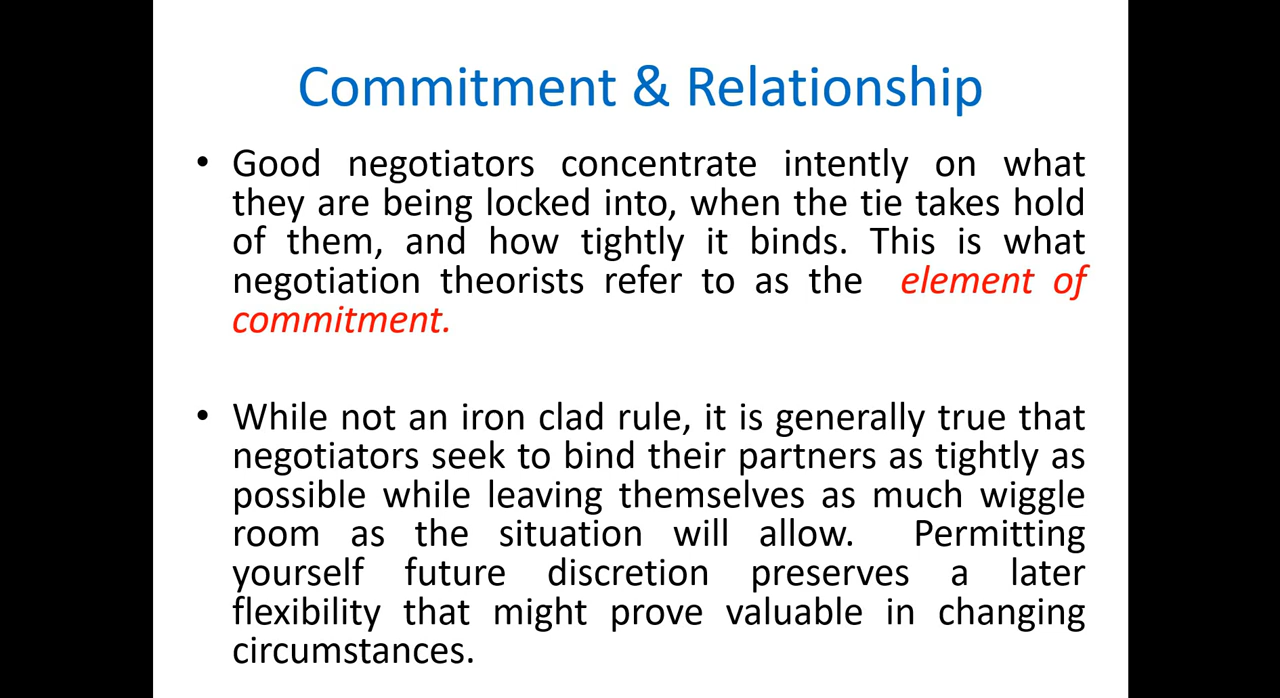 Commitment & Relationship
• Good negotiators concentrate intently on what
they are being locked into, when the tie takes hold
of them, and how tightly it binds. This is what
negotiation theorists refer to as the element of
commitment.
• While not an iron clad rule, it is generally true that
negotiators seek to bind their partners as tightly as
possible while leaving themselves as much wiggle
room as the situation will allow. Permitting
yourself future discretion preserves a later
flexibility that might prove valuable in changing
circumstances.